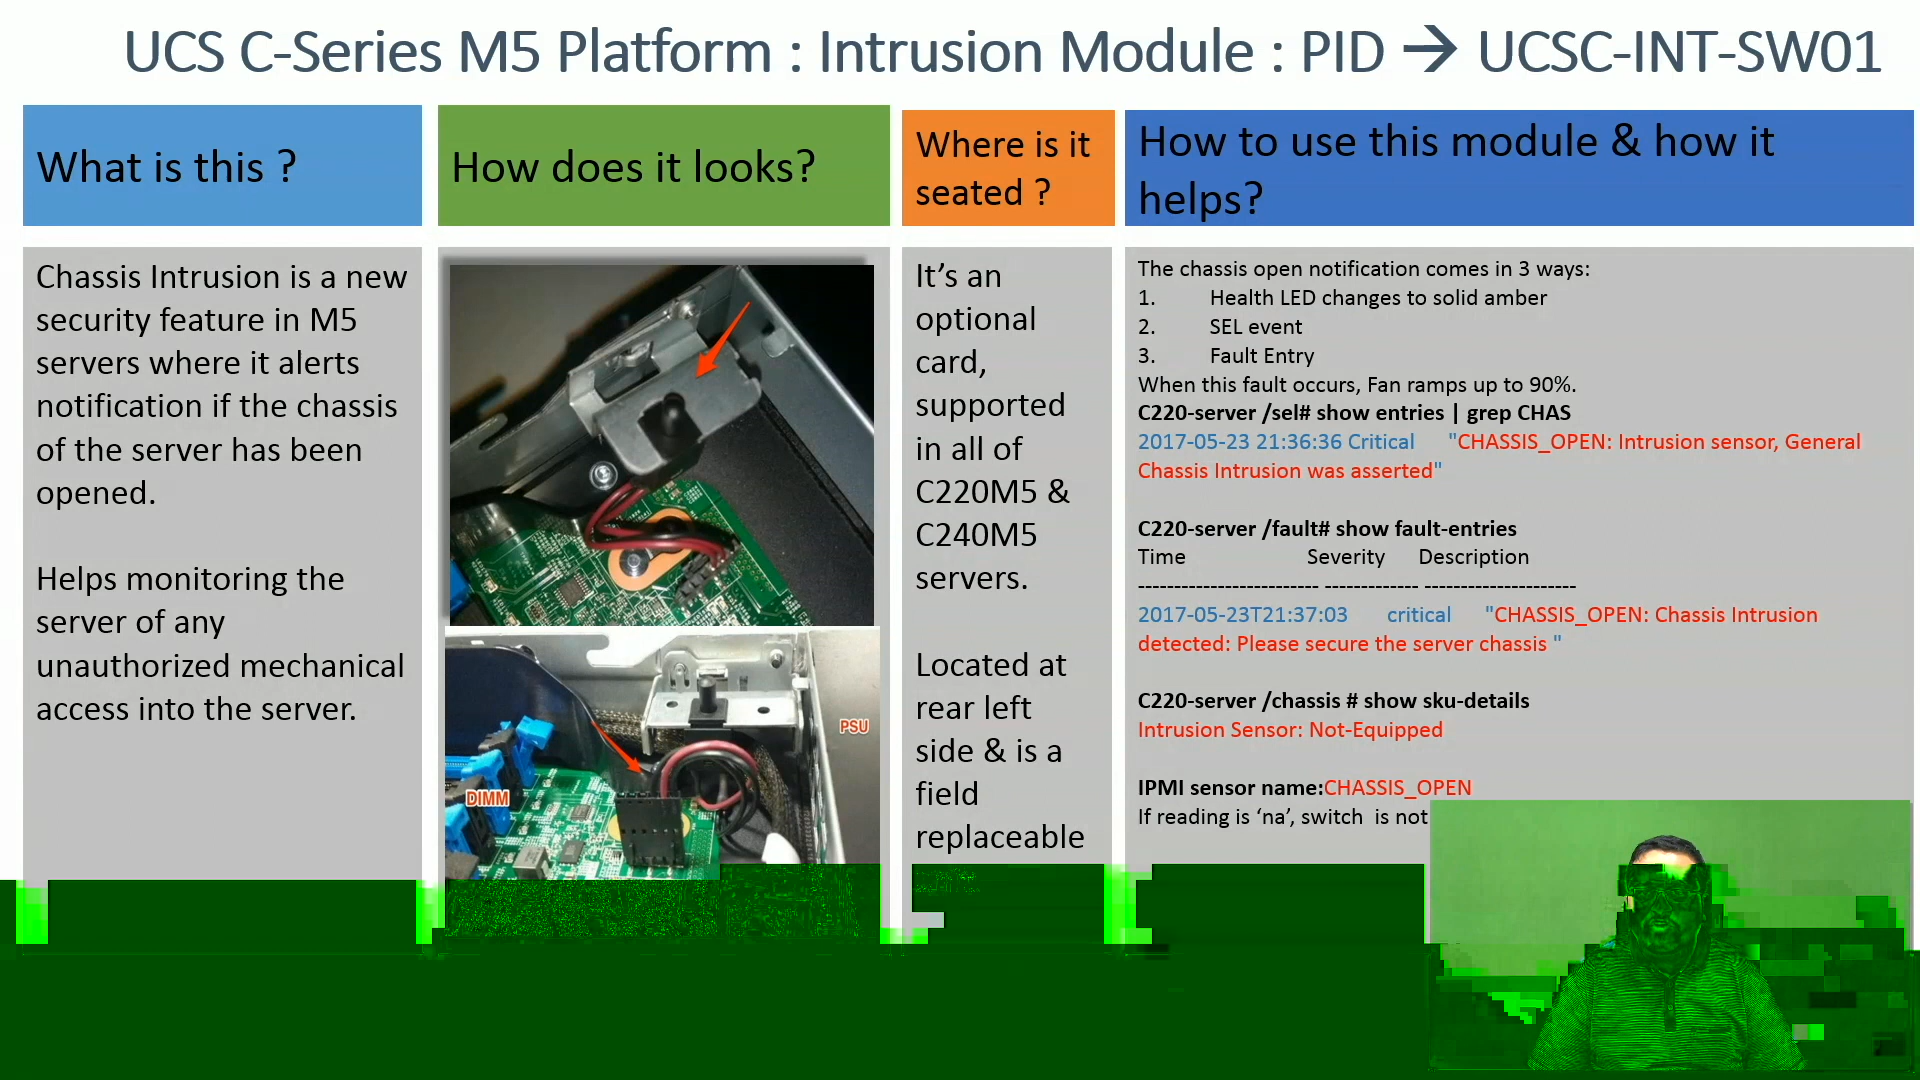 UCS C-Series M5 Platform : Intrusion Module : PID → UCSC-INT-SW01
What is this ?
Chassis Intrusion is a new
security feature in M5
servers where it alerts
notification if the chassis
of the server has been
opened.
Helps monitoring the
server of any
unauthorized mechanical
access into the server.
How does it looks?
PSU
DIMM
Where is it
seated ?
It’s an
optional
card,
supported
in all of
C220M5 &
C240M5
servers.
Located at
rear left
side & is a
field
replaceable
How to use this module & how it
helps?
The chassis open notification comes in 3 ways:
1. Health LED changes to solid amber
2. SEL event
3. Fault Entry
When this fault occurs, Fan ramps up to 90%.
C220-server /sel# show entries | grep CHAS
2017-05-23 21:36:36 Critical "CHASSIS_OPEN: Intrusion sensor, General
Chassis Intrusion was asserted"
C220-server /fault# show fault-entries
Time Severity Description
------------------------ ------------- --------------------
2017-05-23T21:37:03 critical "CHASSIS_OPEN: Chassis Intrusion
detected: Please secure the server chassis "
C220-server /chassis # show sku-details
Intrusion Sensor: Not-Equipped
IPMI sensor name:CHASSIS_OPEN
If reading is ‘na’, switch is not